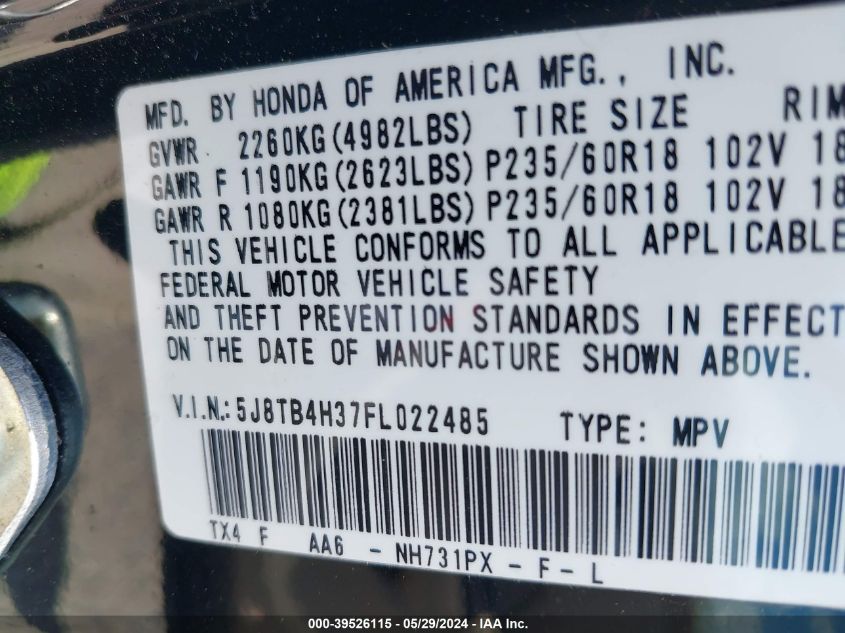 MFD. BY HONDA OF AMERICA MFG., INC.
GVWR 2260KG(4982LBS) TIRE SIZE RIM
GAWR F 1190KG(2623LBS) P235/60R18 102V 18
GAWR R 1080KG(2381LBS) P235/60R18 102V 18
THIS VEHICLE CONFORMS TO ALL APPLICABLE
FEDERAL MOTOR VEHICLE SAFETY
AND THEFT PREVENTION STANDARDS IN EFFECT
ON THE DATE OF MANUFACTURE SHOWN ABOVE.
V.I.N.: 5J8TB4H37FL022485 TYPE: MPV
TX4 F AA6 - NH731PX - F - L
000-39526115 - 05/29/2024 - IAA Inc.